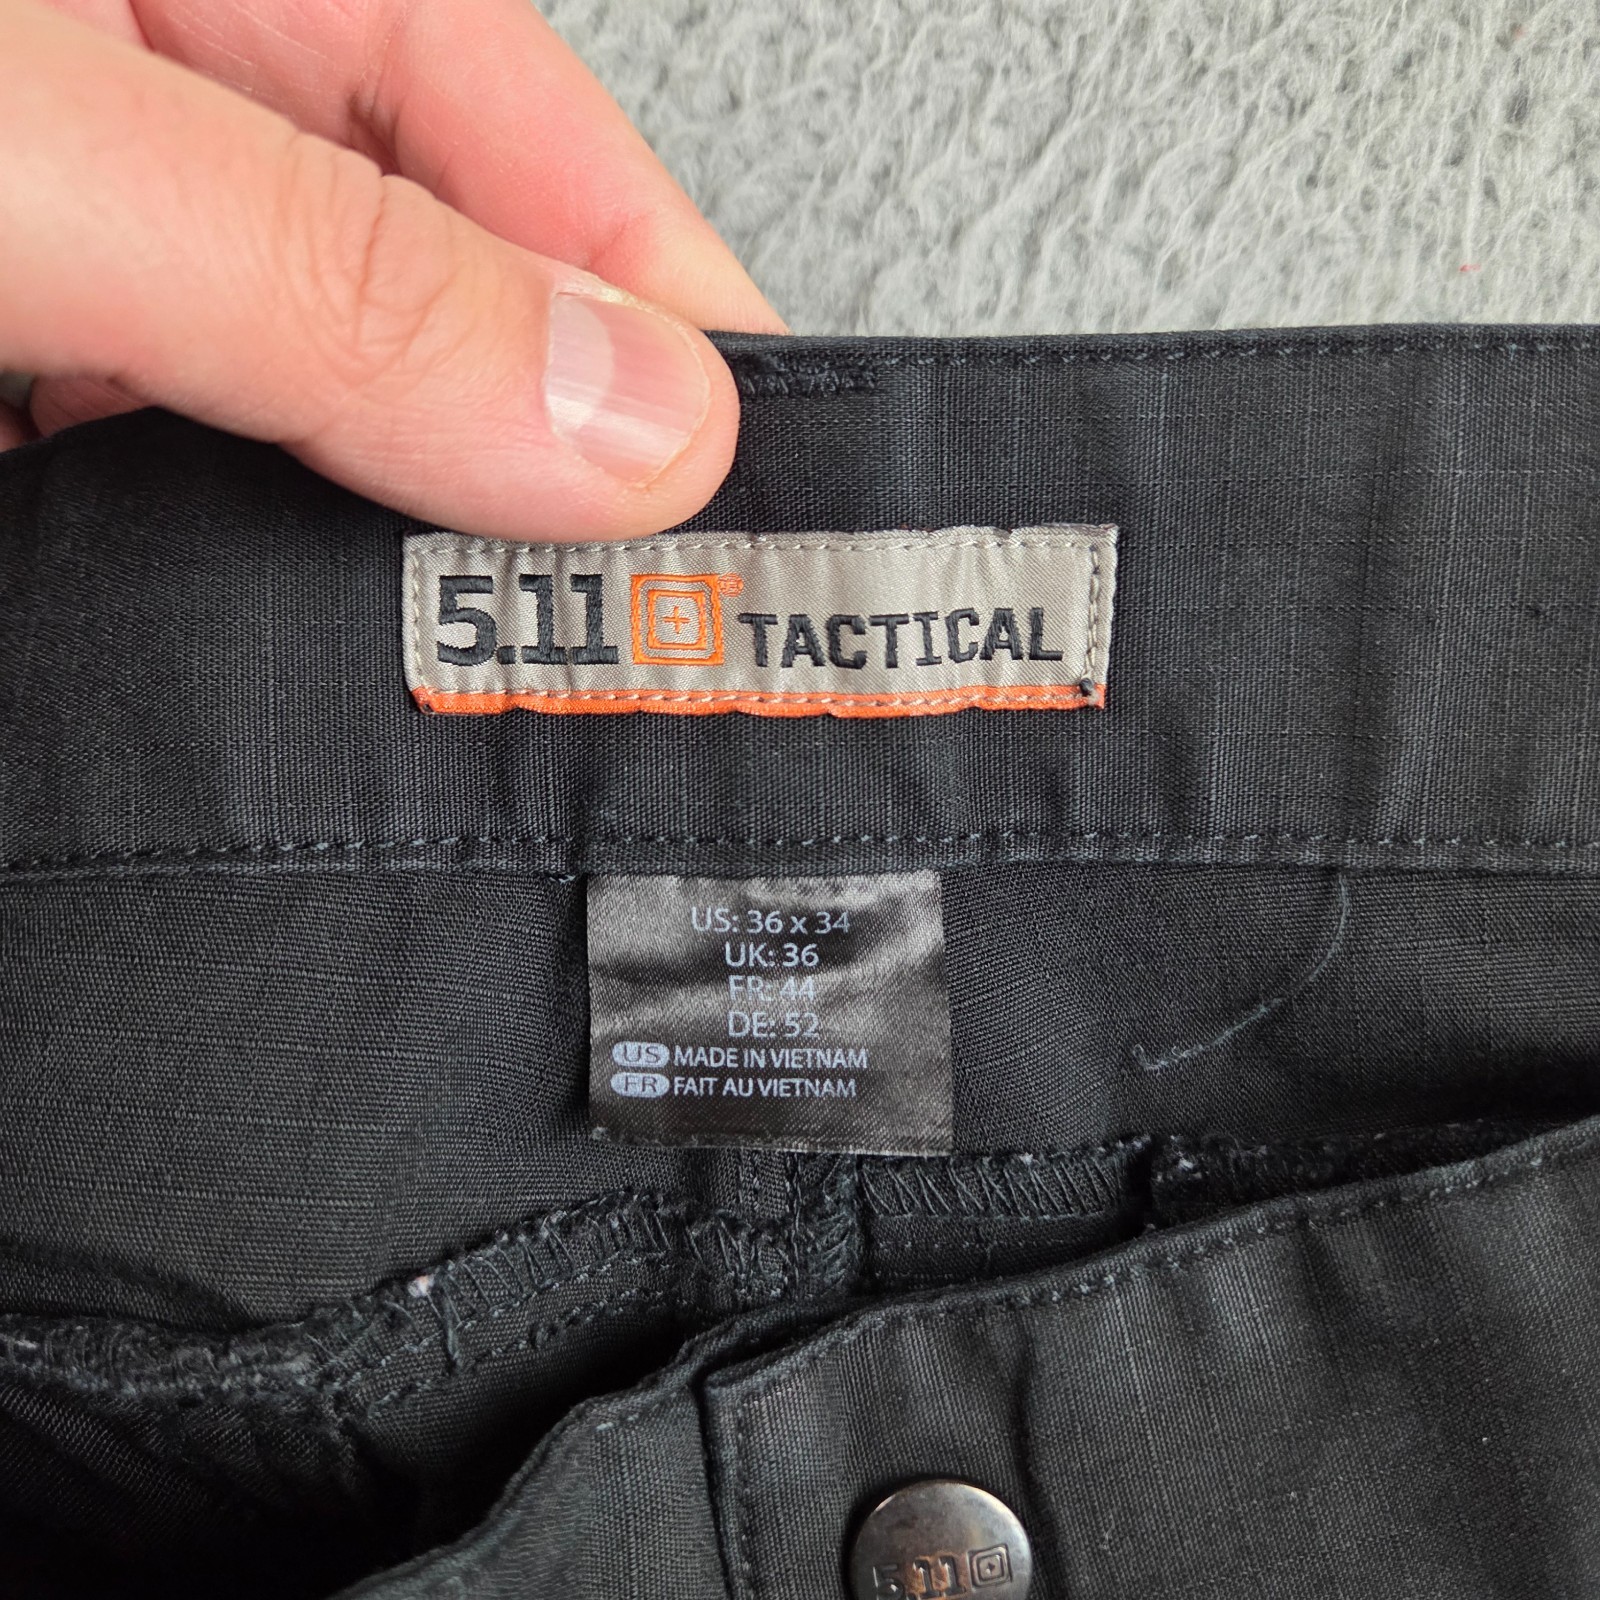 5.11 TACTICAL
US: 36 x 34
UK: 36
FR: 44
DE: 52
US MADE IN VIETNAM
FR FAIT AU VIETNAM
5.11